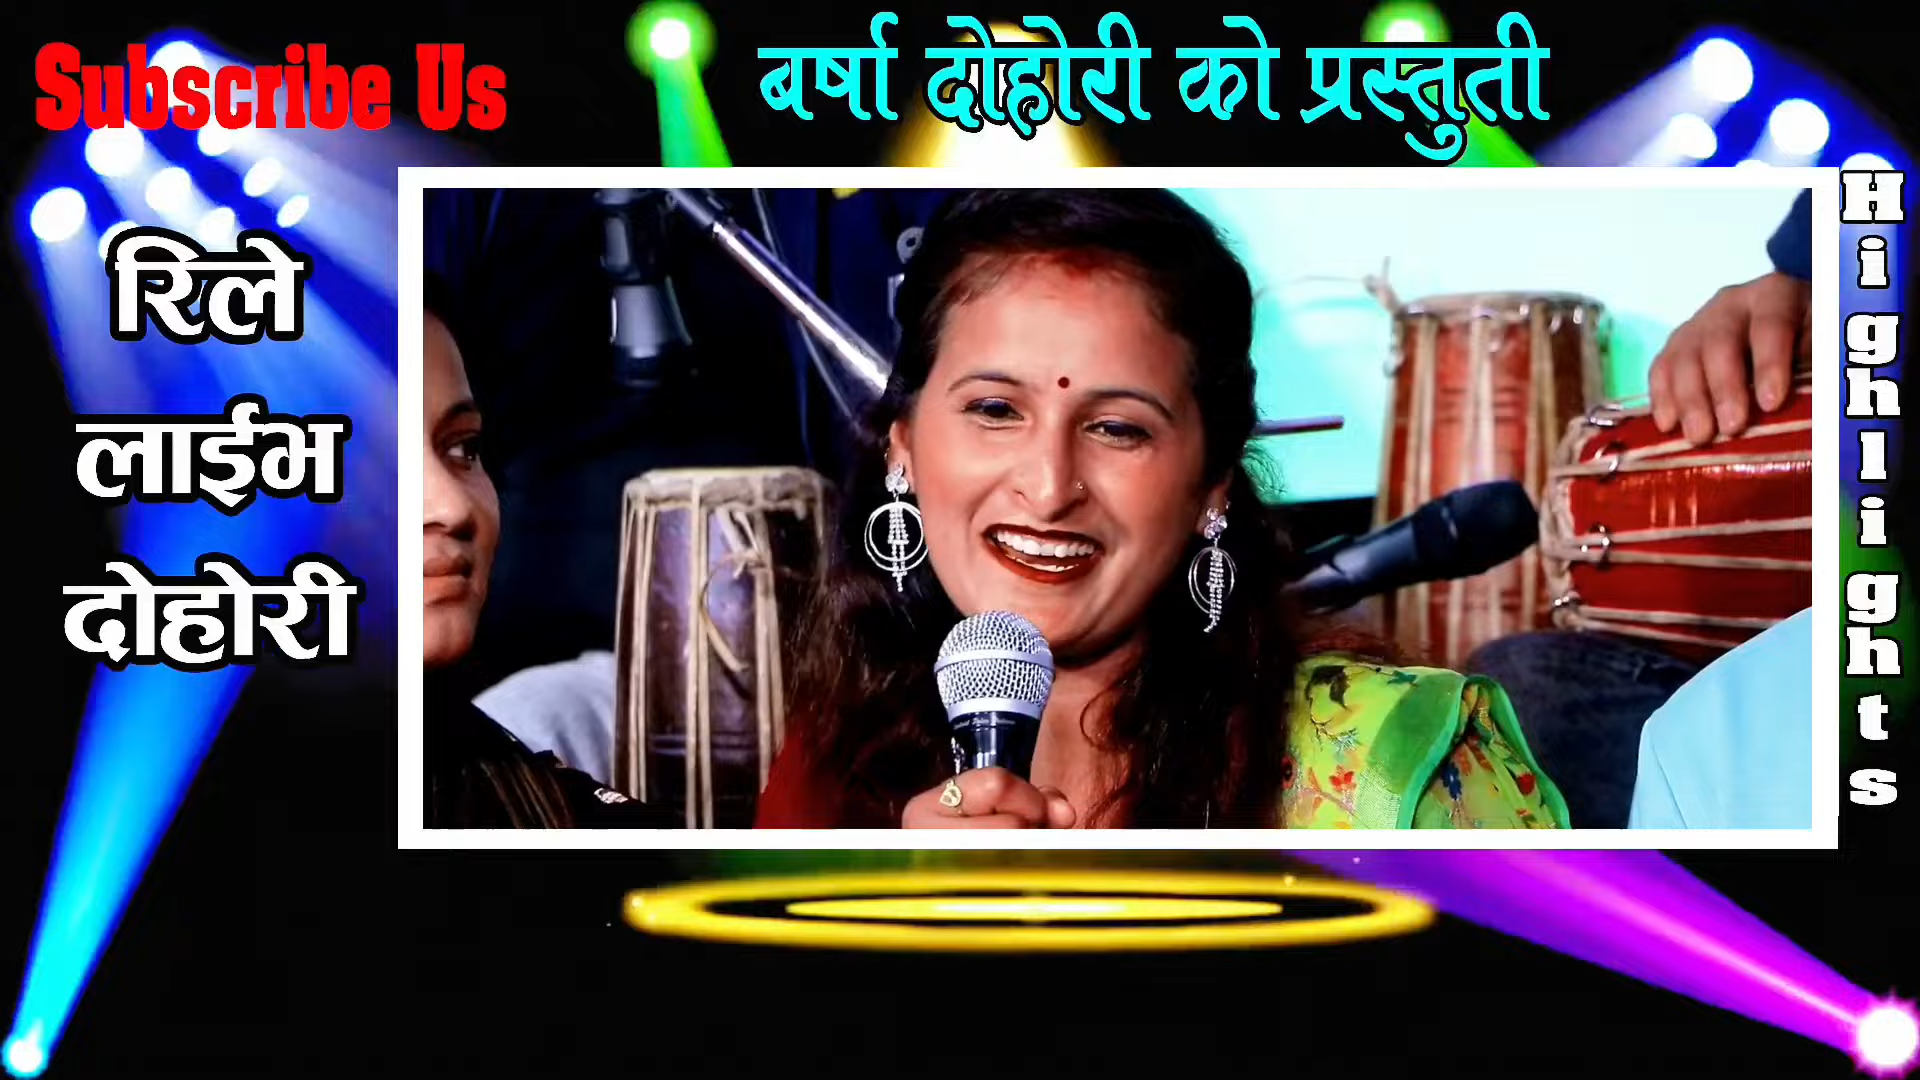 Subscribe Us
बर्षा दोहोरी को प्रस्तुती
रिले
लाईभ
दोहोरी
Highlights